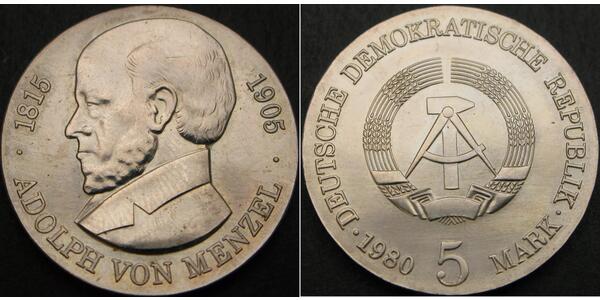 · 1815
1905 ·
ADOLPH VON MENZEL
· DEUTSCHE DEMOKRATISCHE REPUBLIK ·
1980 5 MARK